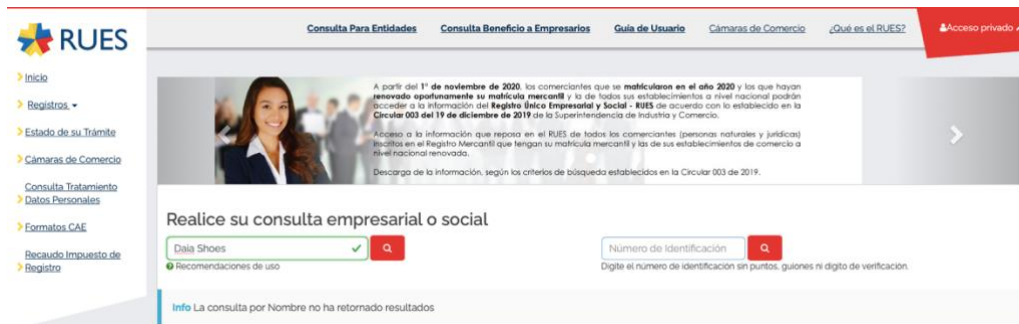 RUES
Consulta Para Entidades
Consulta Beneficio a Empresarios
Guía de Usuario
Cámaras de Comercio
¿Qué es el RUES?
Acceso privado
Inicio
Registros
Estado de su Trámite
Cámaras de Comercio
Consulta Tratamiento
Datos Personales
Formatos CAE
Recaudo Impuesto de
Registro
A partir del 1º de noviembre de 2020, los comerciantes que se matricularon en el año 2020 y los que hayan
renovado oportunamente su matrícula mercantil y la de todos sus establecimientos a nivel nacional podrán
acceder a la información del Registro Único Empresarial y Social - RUES de acuerdo con lo establecido en la
Circular 003 del 19 de diciembre de 2019 de la Superintendencia de Industria y Comercio.
Acceso a la información que reposa en el RUES de todos los comerciantes (personas naturales y jurídicas)
inscritos en el Registro Mercantil que tengan su matrícula mercantil y las de sus establecimientos de comercio a
nivel nacional renovada.
Descarga de la información, según los criterios de búsqueda establecidos en la Circular 003 de 2019.
Realice su consulta empresarial o social
Daia Shoes
Recomendaciones de uso
Número de Identificación
Digite el número de identificación sin puntos, guiones ni dígito de verificación.
Info La consulta por Nombre no ha retornado resultados